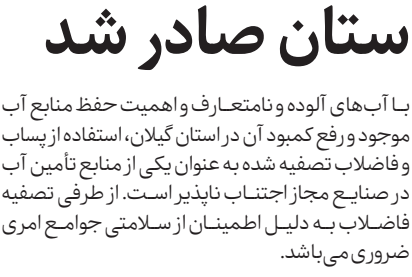 ستان صادر شد
با آب‌های آلوده و نامتعارف و اهمیت حفظ منابع آب
موجود و رفع کمبود آن در استان گیلان، استفاده از پساب
و فاضلاب تصفیه شده به عنوان یکی از منابع تأمین آب
در صنایع مجاز اجتناب ناپذیر است. از طرفی تصفیه
فاضلاب به دلیل اطمینان از سلامتی جوامع امری
ضروری می‌باشد.